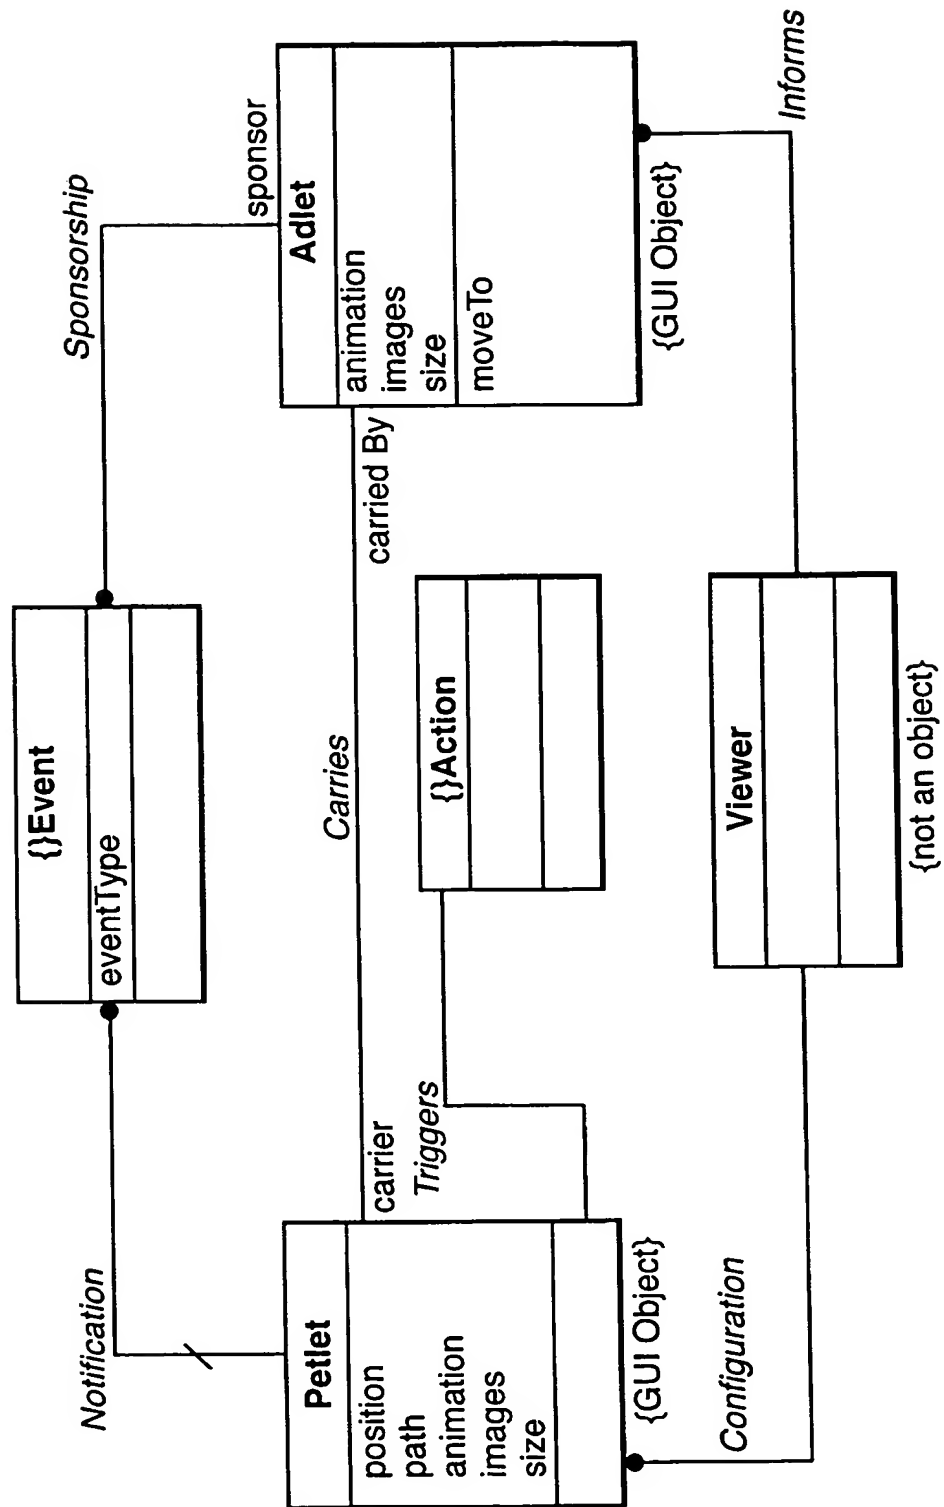 Notification
Sponsorship
{}Event
eventType
sponsor
Petlet
position
path
animation
images
size
{GUI Object}
carrier
Carries
carried By
Triggers
{}Action
Adlet
animation
images
size
moveTo
{GUI Object}
Configuration
Viewer
{not an object}
Informs